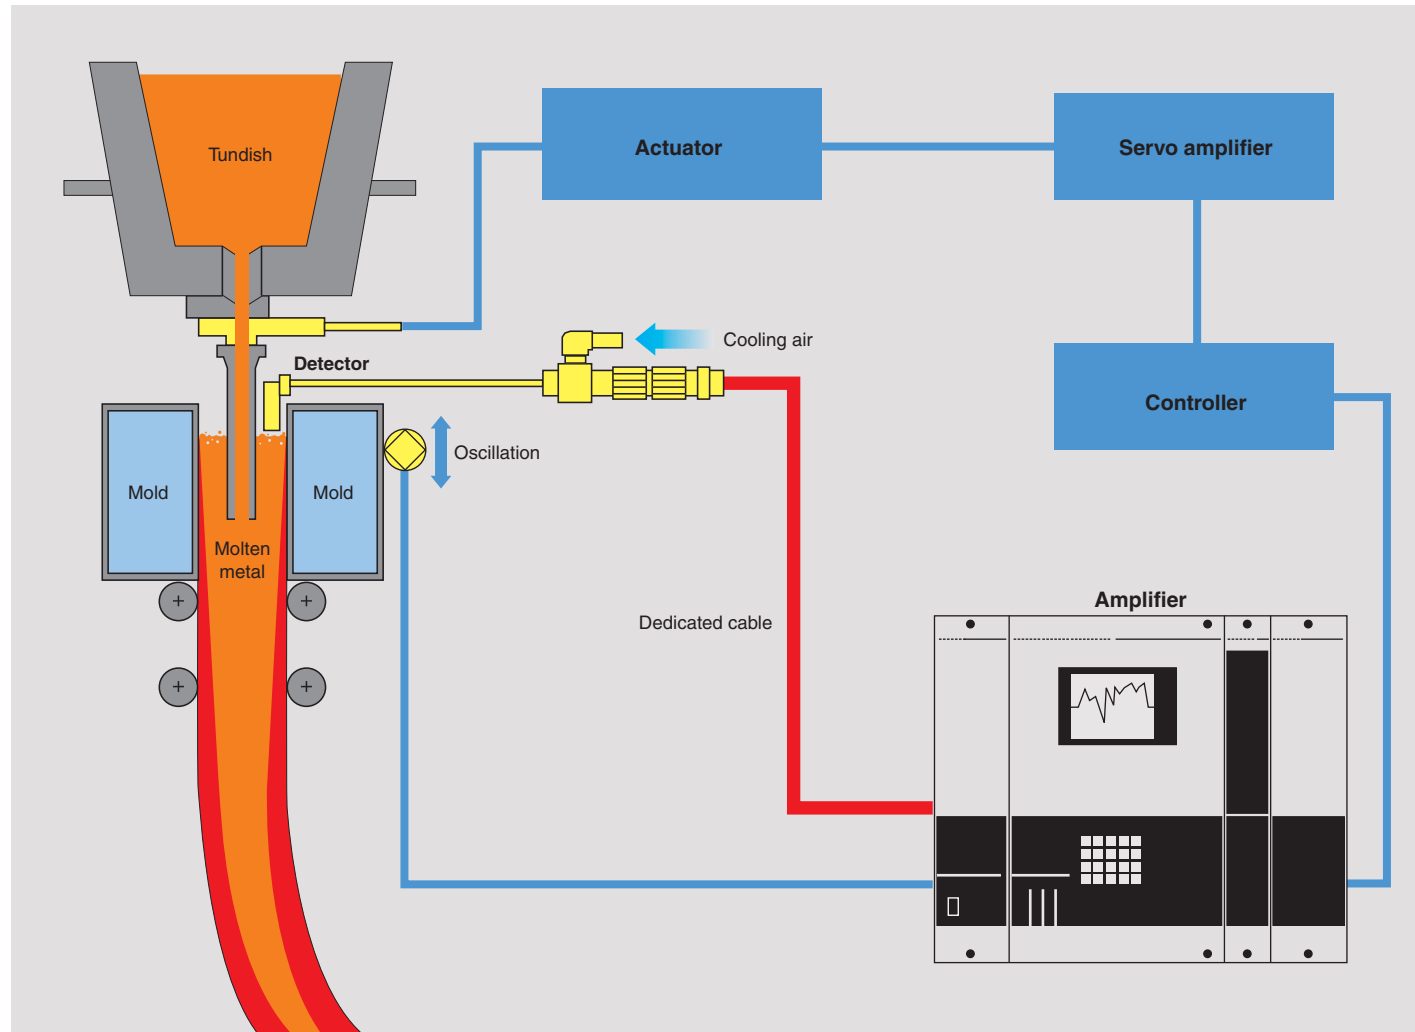 Tundish
Actuator
Servo amplifier
Cooling air
Detector
Controller
Oscillation
Mold
Mold
Molten
metal
Amplifier
Dedicated cable